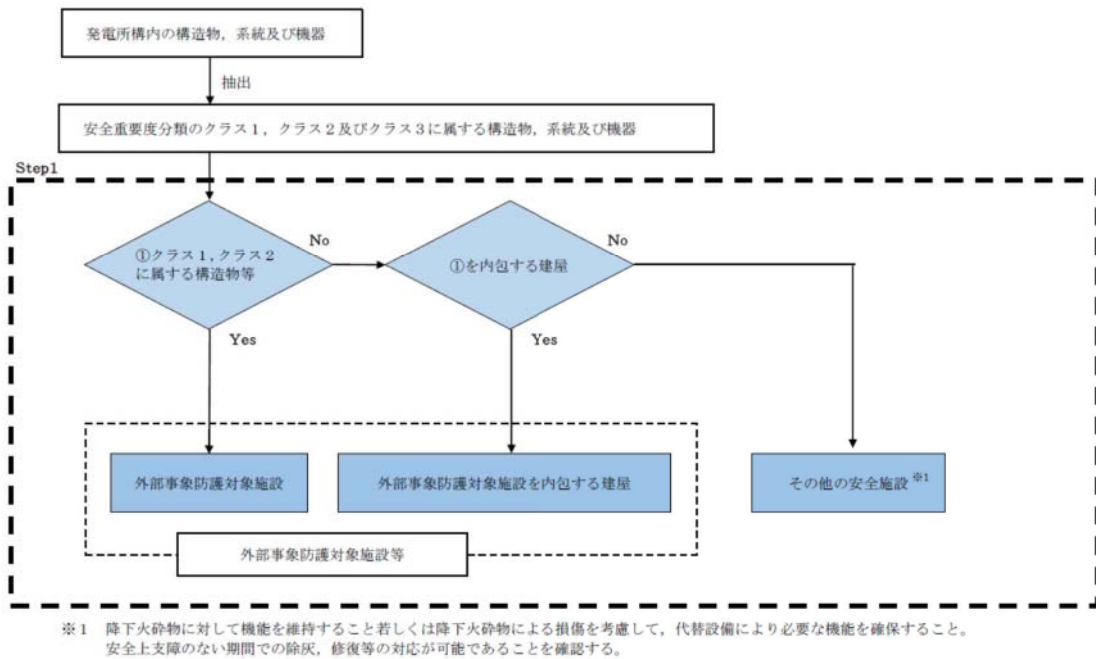 発電所構内の構造物，系統及び機器
抽出
安全重要度分類のクラス１，クラス２及びクラス３に属する構造物，系統及び機器
Step1
①クラス１，クラス２
に属する構造物等
No
①を内包する建屋
No
Yes
Yes
外部事象防護対象施設
外部事象防護対象施設を内包する建屋
その他の安全施設※1
外部事象防護対象施設等
※１　降下火砕物に対して機能を維持すること若しくは降下火砕物による損傷を考慮して，代替設備により必要な機能を確保すること。
安全上支障のない期間での除灰，修復等の対応が可能であることを確認する。